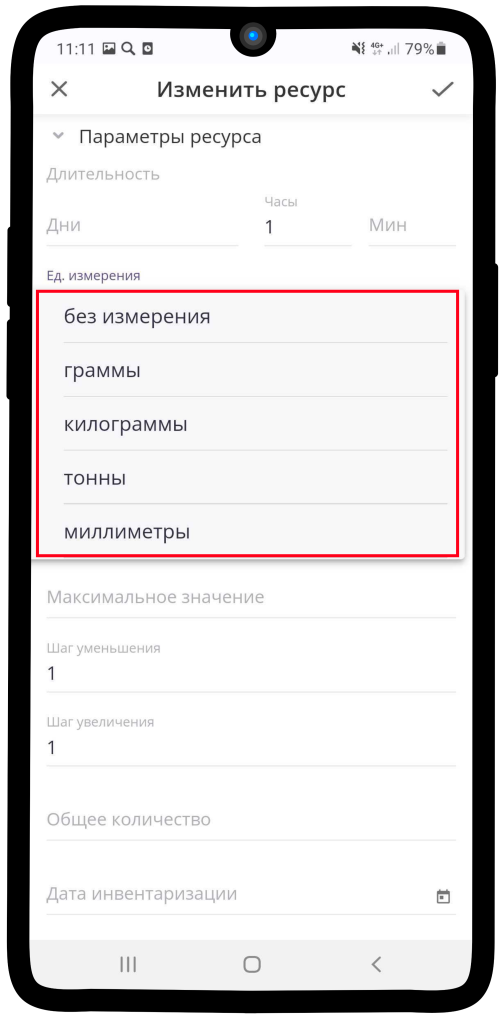 11:11 4G+ 79%
Изменить ресурс
Параметры ресурса
Длительность
Часы
Дни 1 Мин
Ед. измерения
без измерения
граммы
килограммы
тонны
миллиметры
Максимальное значение
Шаг уменьшения
1
Шаг увеличения
1
Общее количество
Дата инвентаризации